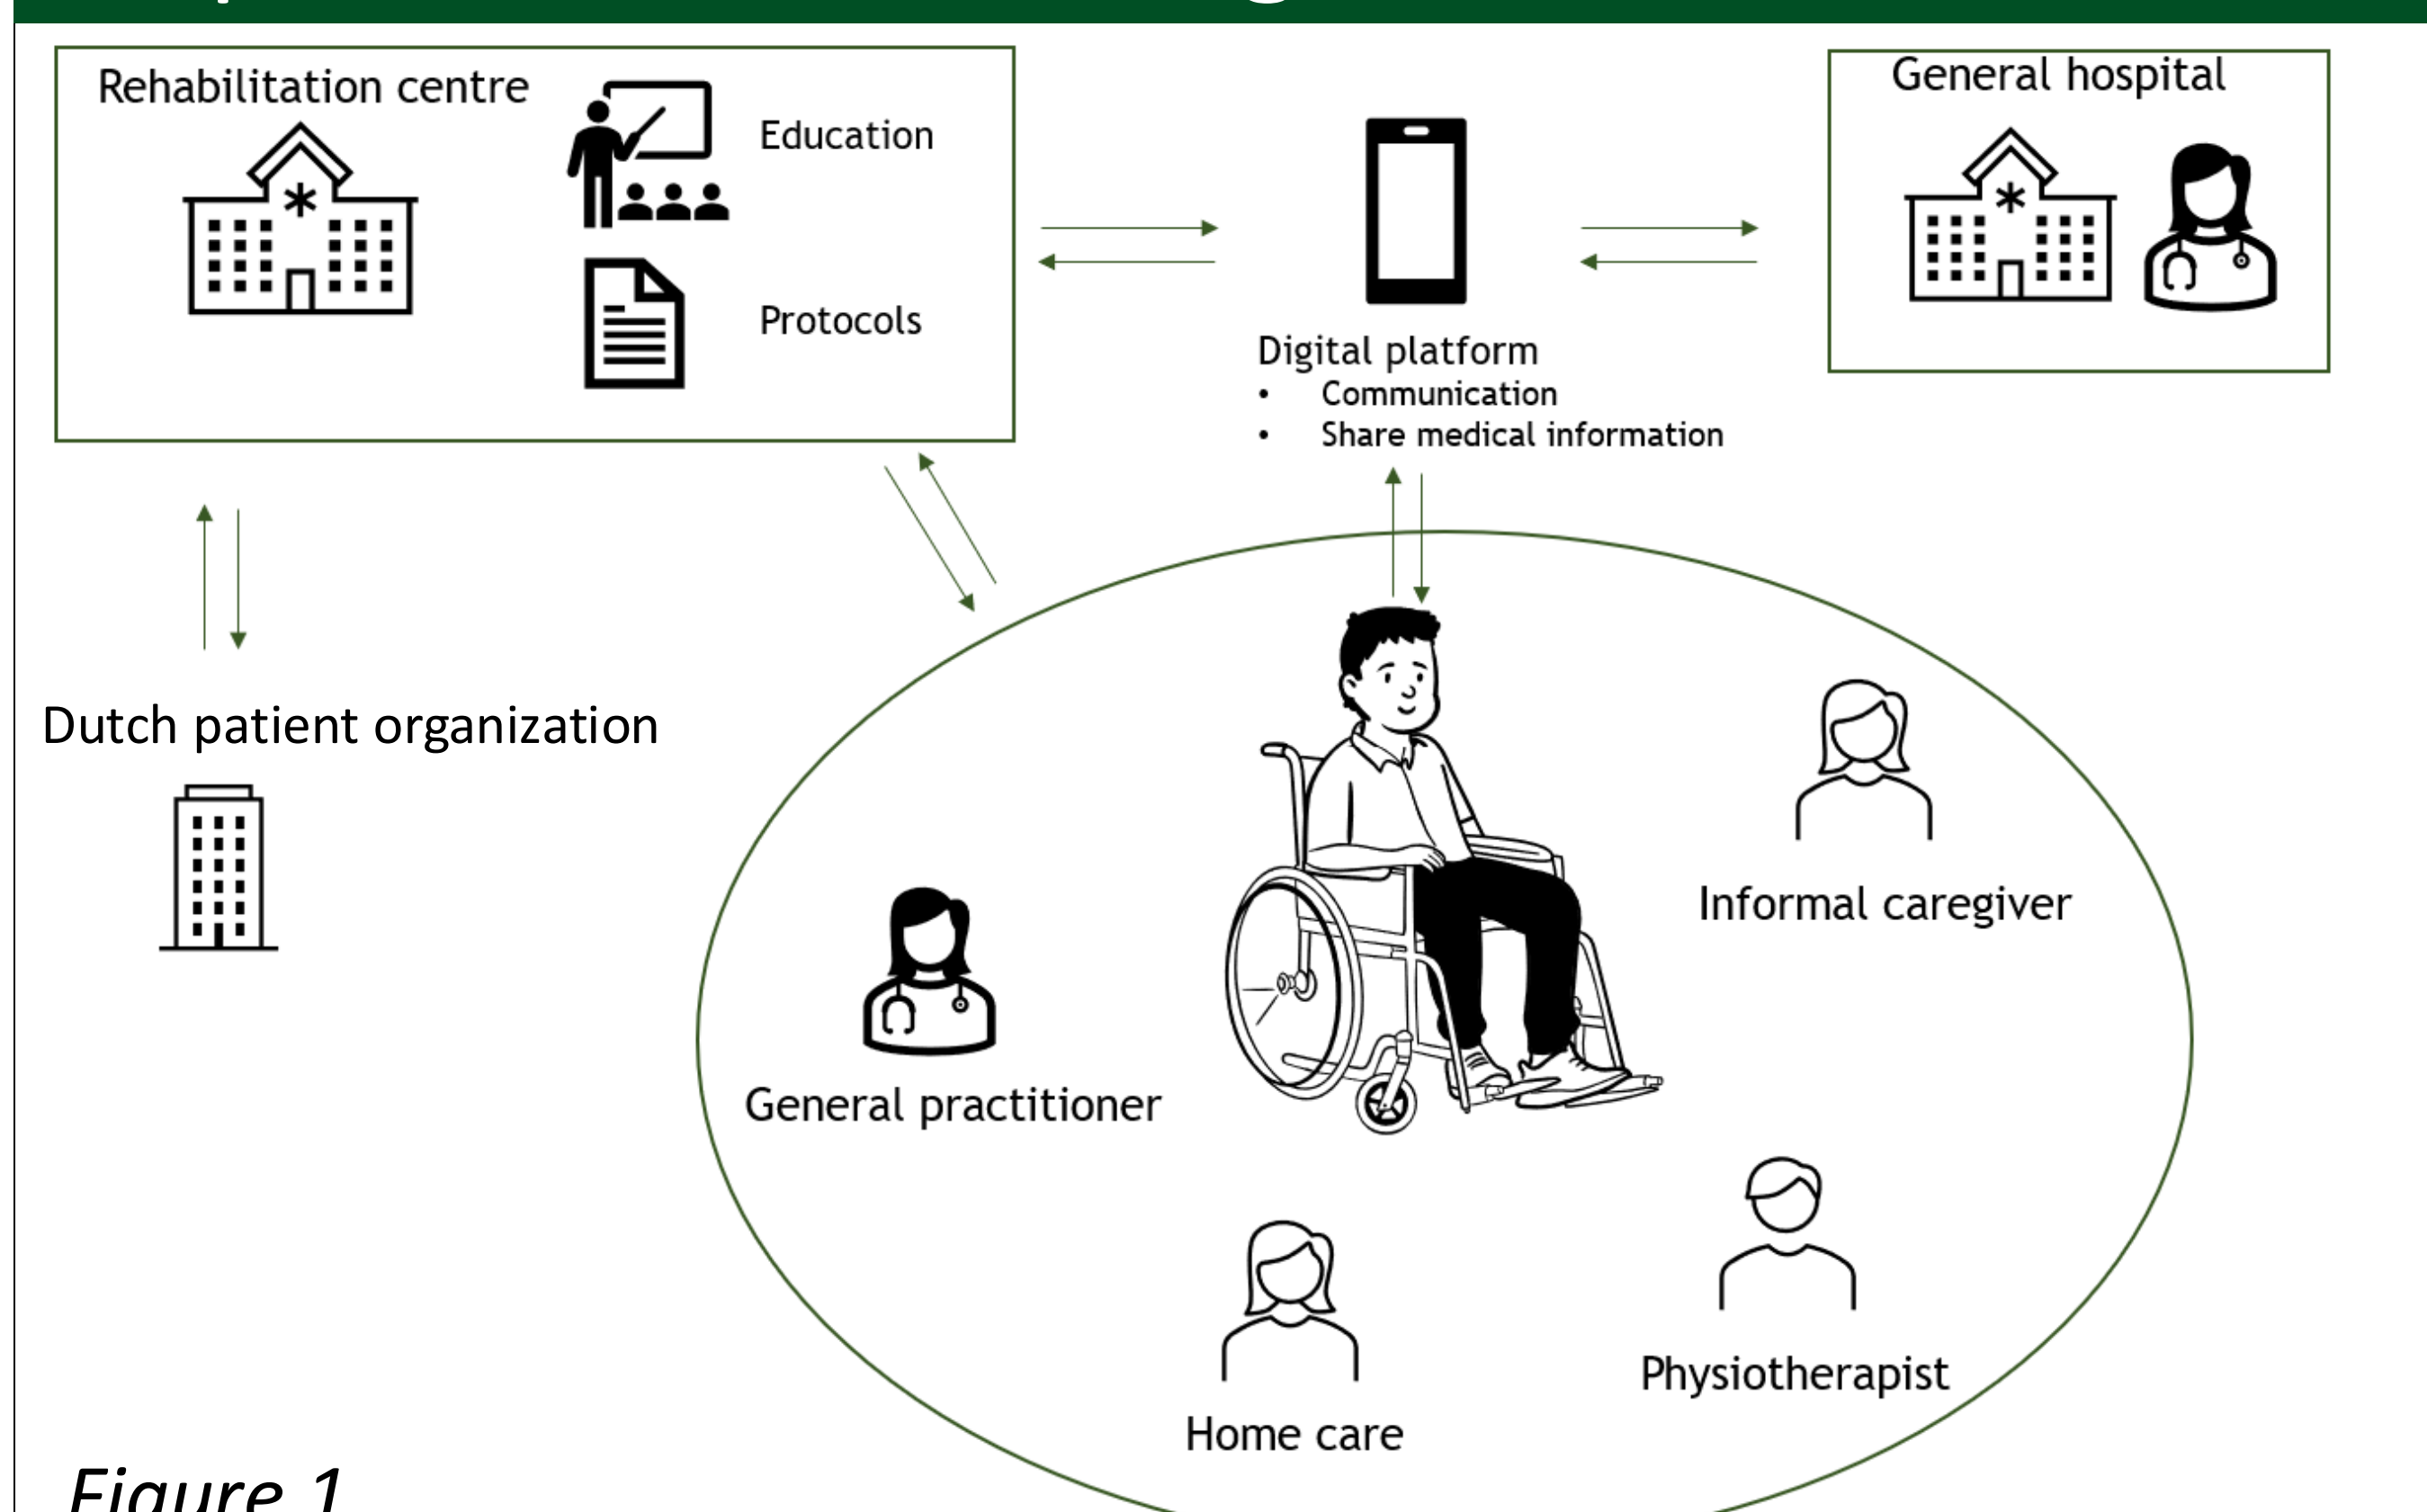 Rehabilitation centre
Education
Protocols
Digital platform
• Communication
• Share medical information
General hospital
Dutch patient organization
Informal caregiver
General practitioner
Physiotherapist
Home care
Figure 1